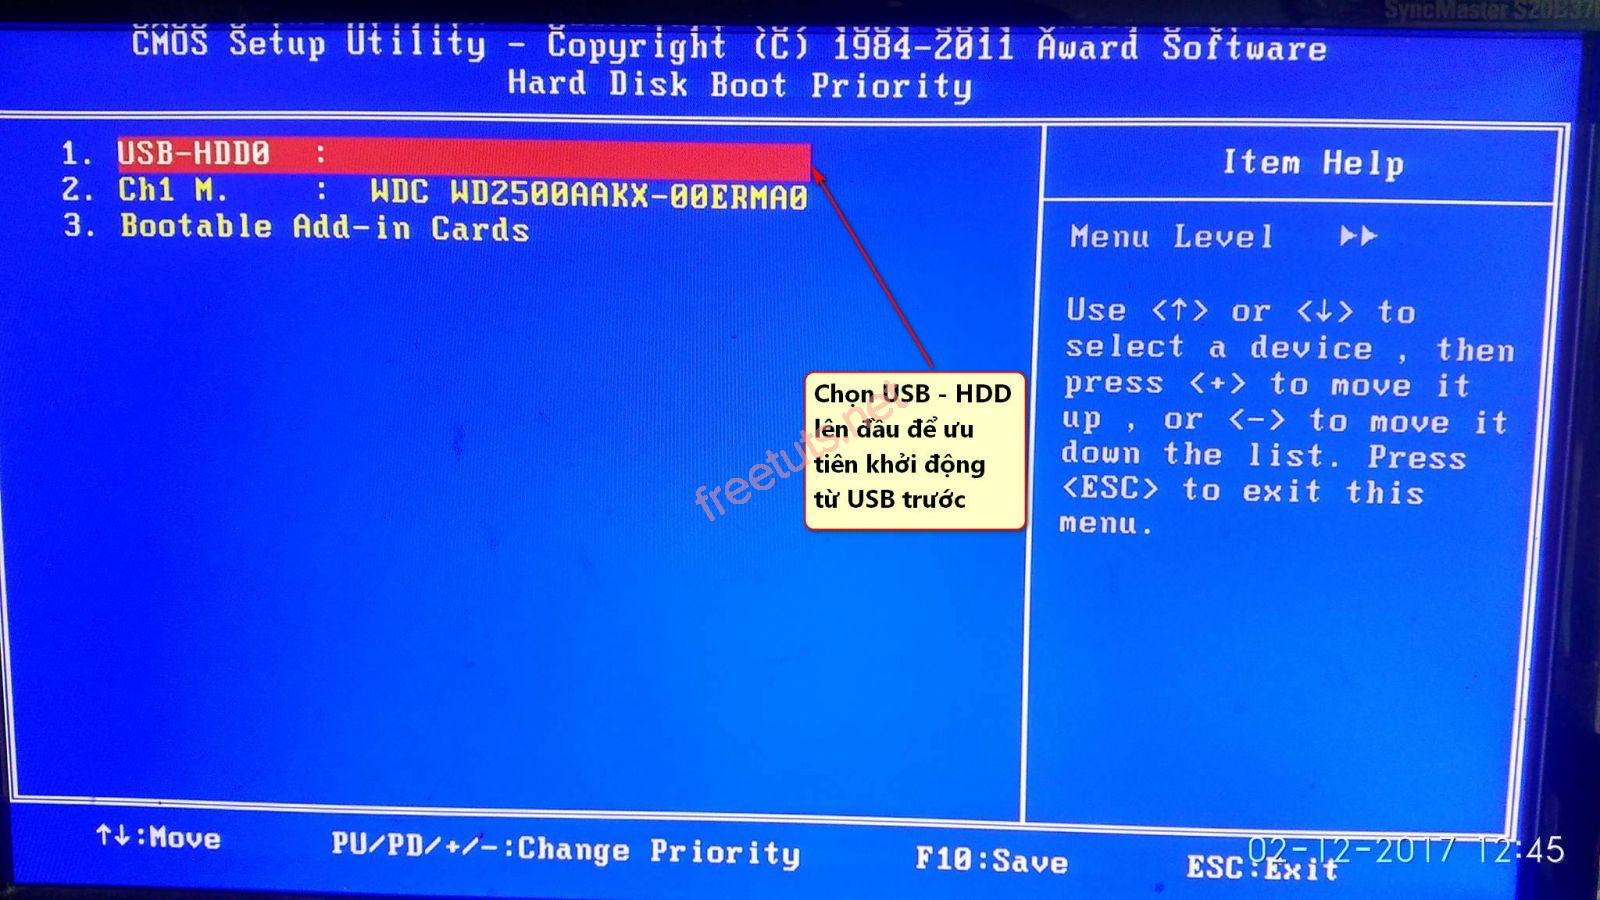 SyncMaster
CMOS Setup Utility - Copyright (C) 1984-2011 Award Software
Hard Disk Boot Priority
1. USB-HDD0 :
2. Ch1 M. : WDC WD2500AAKX-00ERMA0
3. Bootable Add-in Cards
Item Help
Menu Level ▶▶
Use <↑> or <↓> to
select a device , then
press <+> to move it
up , or <-> to move it
down the list. Press
<ESC> to exit this
menu.
Chọn USB - HDD
lên đầu để ưu
tiên khởi động
từ USB trước
freetuts.net
↑↓:Move PU/PD/+/-:Change Priority F10:Save ESC:Exit
02-12-2017 12:45